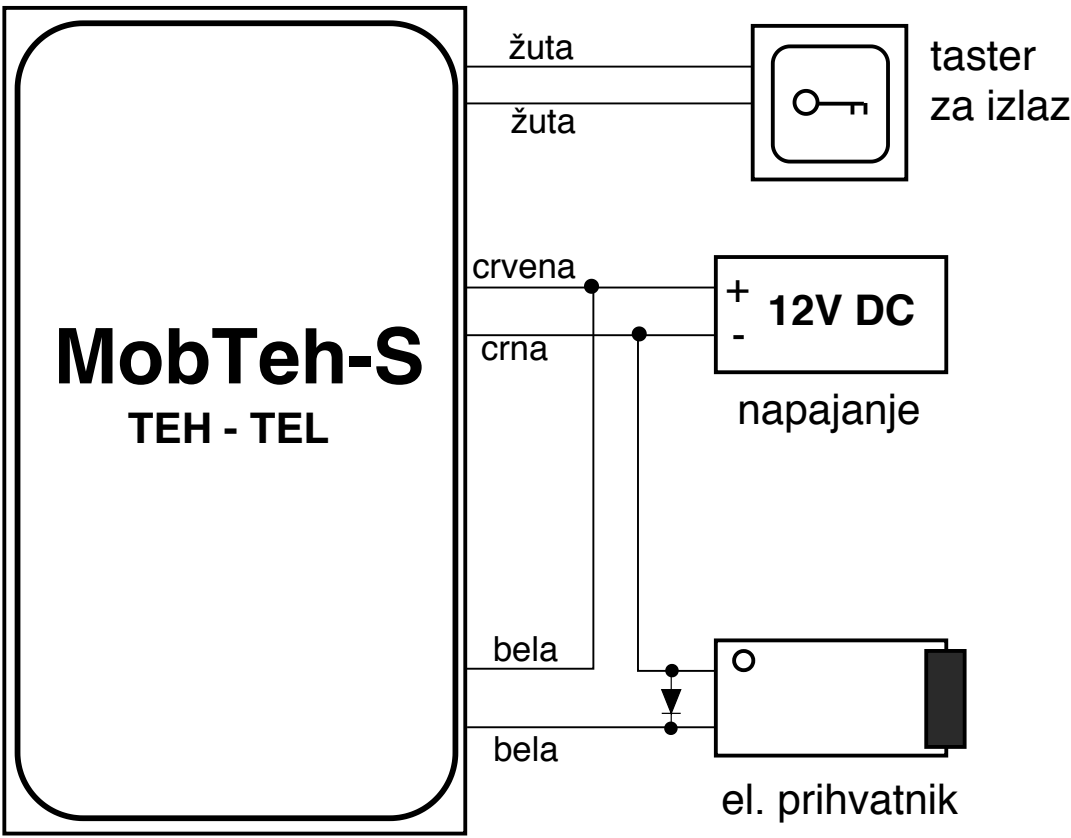 žuta
žuta
taster
za izlaz
crvena
crna
+ 12V DC
-
napajanje
MobTeh-S
TEH - TEL
bela
bela
el. prihvatnik